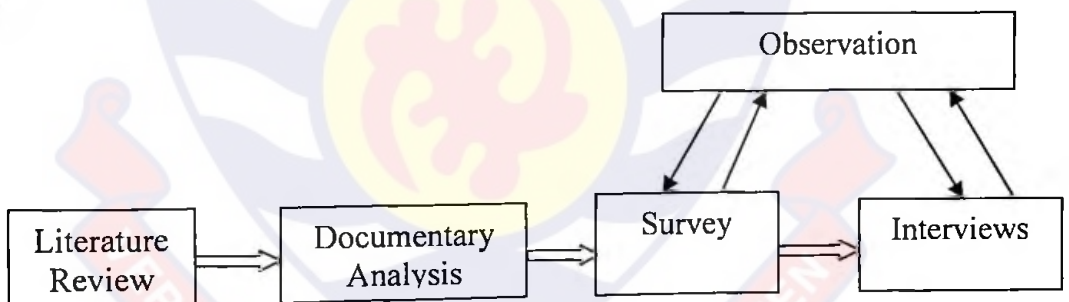 Observation
Literature
Review
Documentary
Analysis
Survey
Interviews